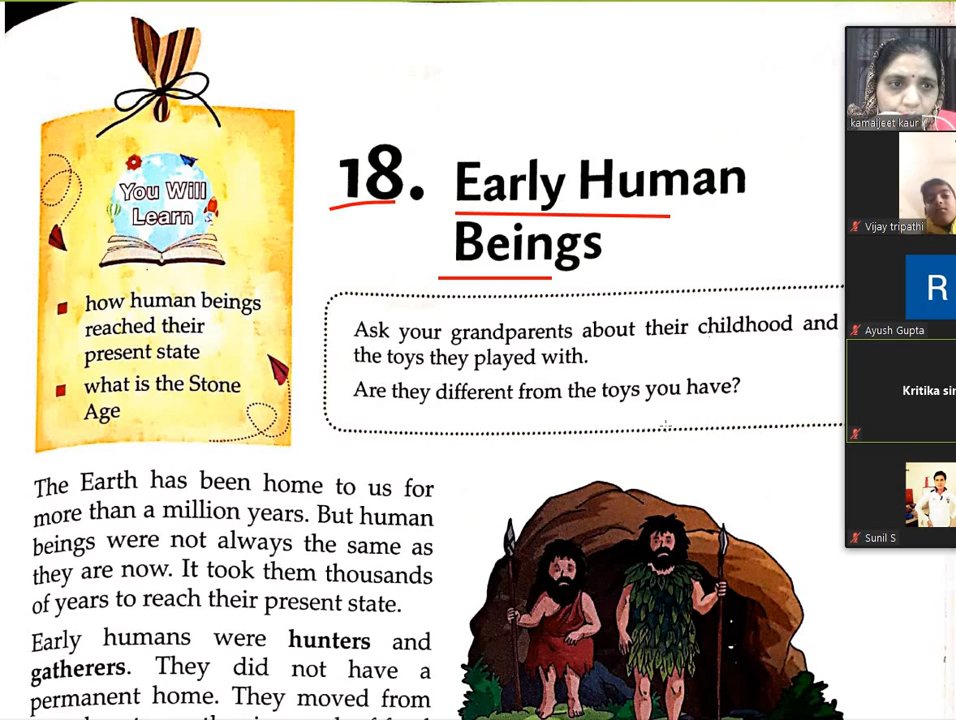 You Will
Learn
how human beings
reached their
present state
what is the Stone
Age
18. Early Human
Beings
Ask your grandparents about their childhood and
the toys they played with.
Are they different from the toys you have?
The Earth has been home to us for
more than a million years. But human
beings were not always the same as
they are now. It took them thousands
of years to reach their present state.
Early humans were hunters and
gatherers. They did not have a
permanent home. They moved from
kamaljeet kaur
Vijay tripathi
R
Ayush Gupta
Kritika sin
Sunil S